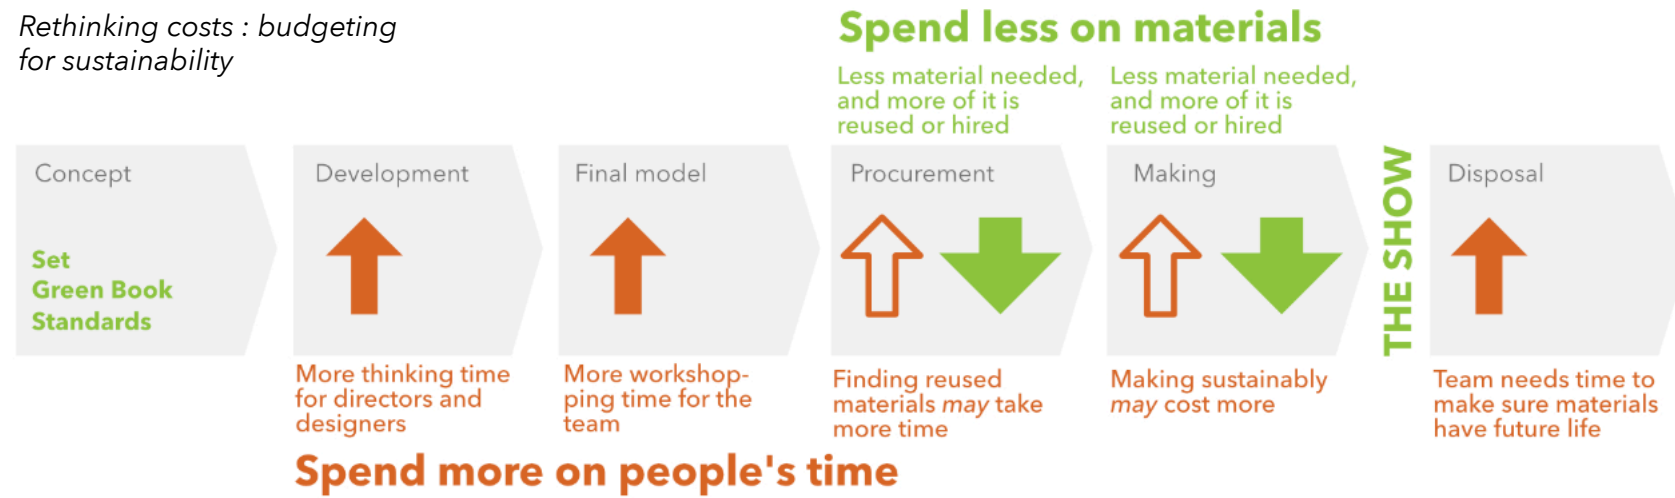 Rethinking costs : budgeting
for sustainability
Spend less on materials
Less material needed,
and more of it is
reused or hired
Less material needed,
and more of it is
reused or hired
Concept
Set
Green Book
Standards
Development
More thinking time
for directors and
designers
Final model
More workshop-
ping time for the
team
Procurement
Finding reused
materials may take
more time
Making
Making sustainably
may cost more
THE SHOW
Disposal
Team needs time to
make sure materials
have future life
Spend more on people's time